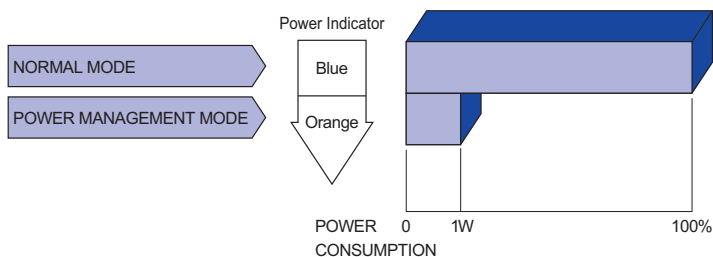 Power Indicator
NORMAL MODE
Blue
POWER MANAGEMENT MODE
Orange
POWER CONSUMPTION
0 1W 100%